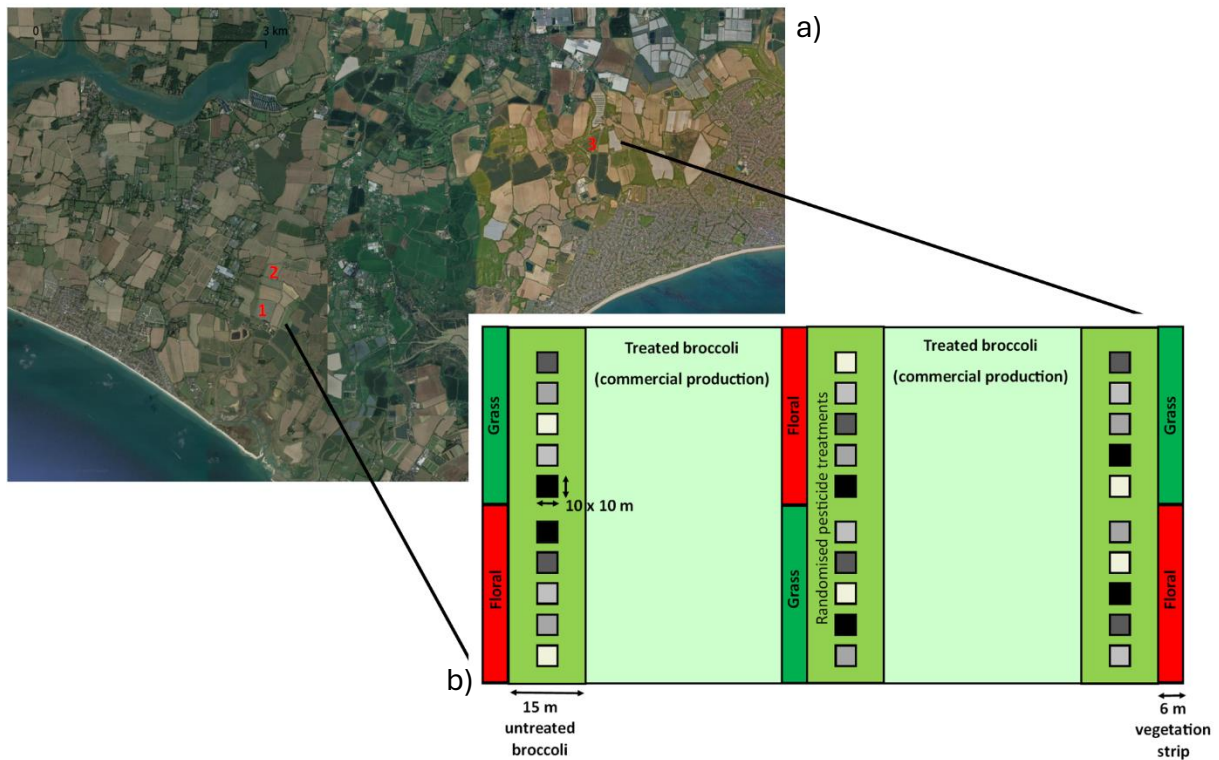 a)
0
3 km
3
2
1
b)
Grass
Floral
Treated broccoli
(commercial production)
10 x 10 m
Floral
Grass
Randomised pesticide treatments
Treated broccoli
(commercial production)
Grass
Floral
15 m
untreated
broccoli
6 m
vegetation
strip